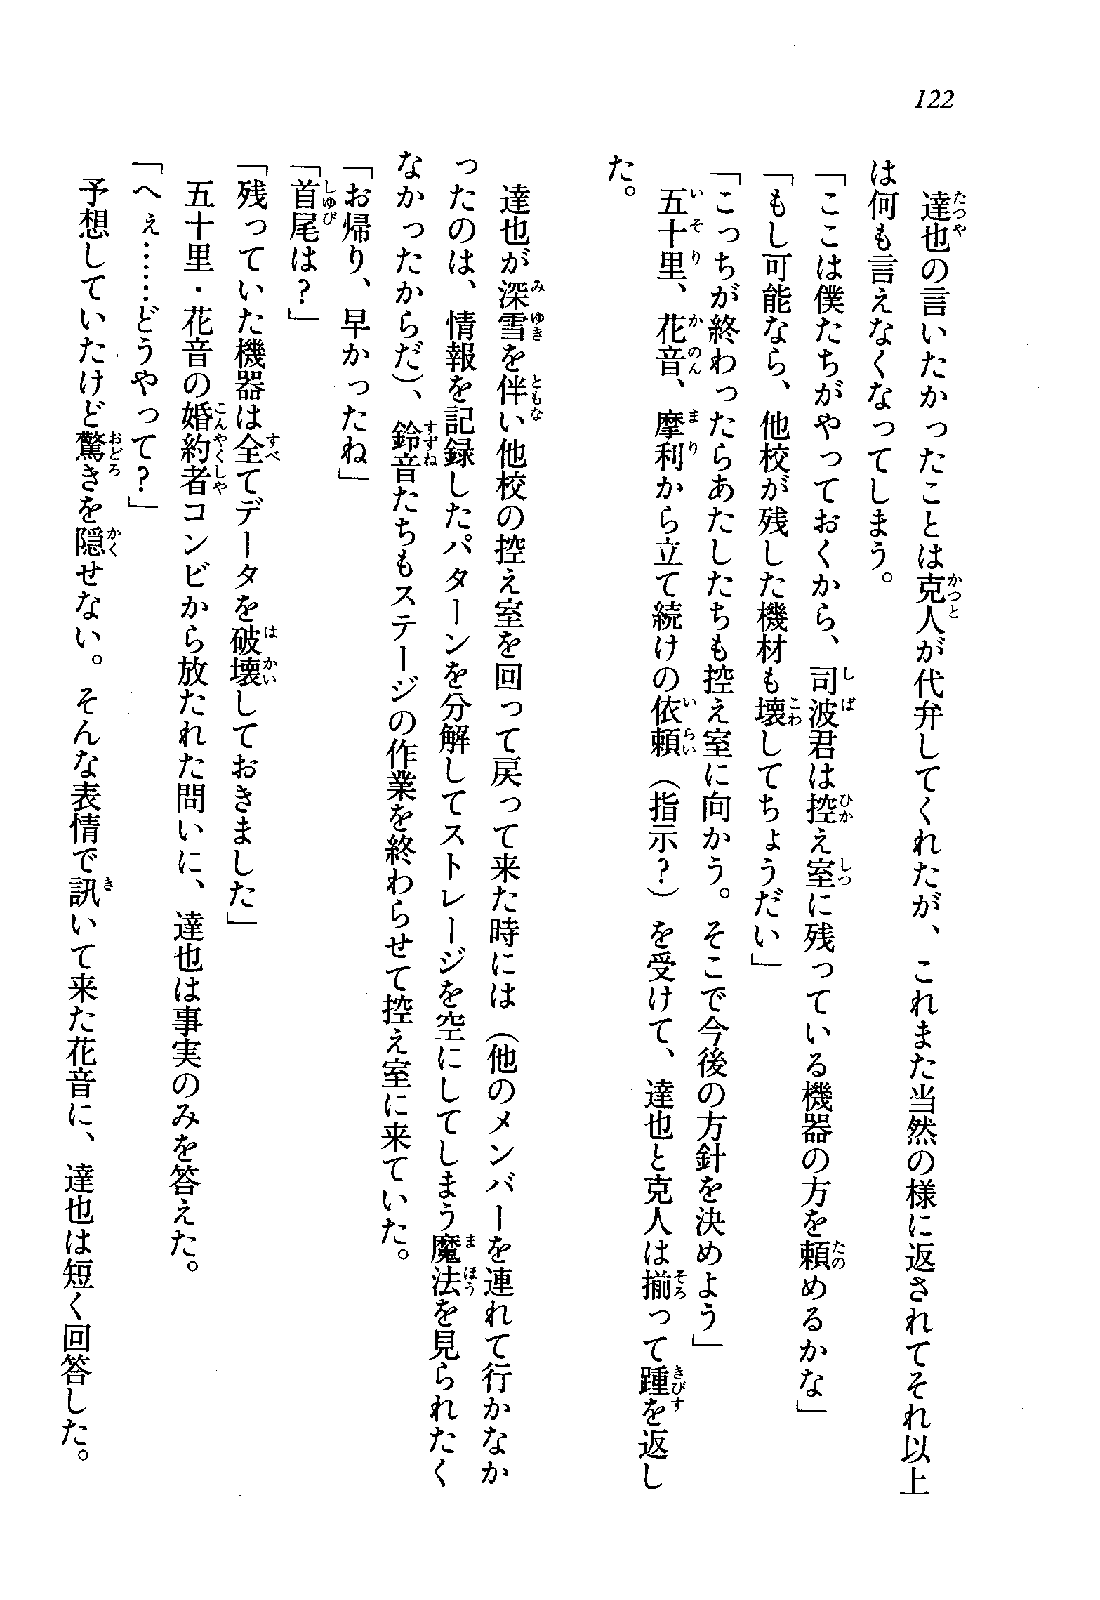 122
達也の言いたかったことは克人が代弁してくれたが、これまた当然の様に返されてそれ以上
は何も言えなくなってしまう。
「ここは僕たちがやっておくから、司波君は控え室に残っている機器の方を頼めるかな」
「もし可能なら、他校が残した機材も壊してちょうだい」
「こっちが終わったらあたしたちも控え室に向かう。そこで今後の方針を決めよう」
五十里、花音、摩利から立て続けの依頼（指示？）を受けて、達也と克人は揃って踵を返し
た。
達也が深雪を伴い他校の控え室を回って戻って来た時には（他のメンバーを連れて行かなか
ったのは、情報を記録したパターンを分解してストレージを空にしてしまう魔法を見られたく
なかったからだ）、鈴音たちもステージの作業を終わらせて控え室に来ていた。
「お帰り、早かったね」
「首尾は？」
「残っていた機器は全てデータを破壊しておきました」
五十里・花音の婚約者コンビから放たれた問いに、達也は事実のみを答えた。
「へぇ……どうやって？」
予想していたけど驚きを隠せない。そんな表情で訊いて来た花音に、達也は短く回答した。